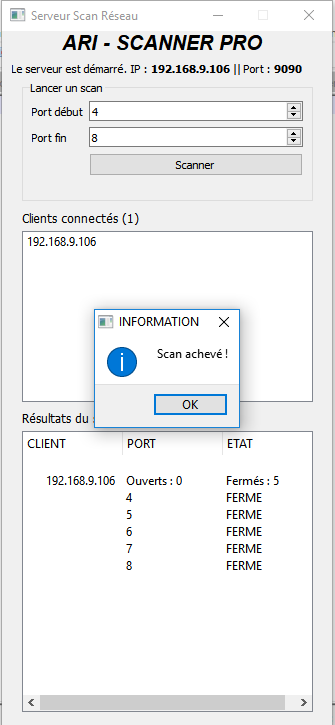 Serveur Scan Réseau
ARI - SCANNER PRO
Le serveur est démarré. IP : 192.168.9.106 || Port : 9090
Lancer un scan
Port début 4
Port fin 8
Scanner
Clients connectés (1)
192.168.9.106
INFORMATION
Scan achevé !
OK
Résultats du
CLIENT PORT ETAT
192.168.9.106 Ouverts : 0 Fermés : 5
4 FERME
5 FERME
6 FERME
7 FERME
8 FERME